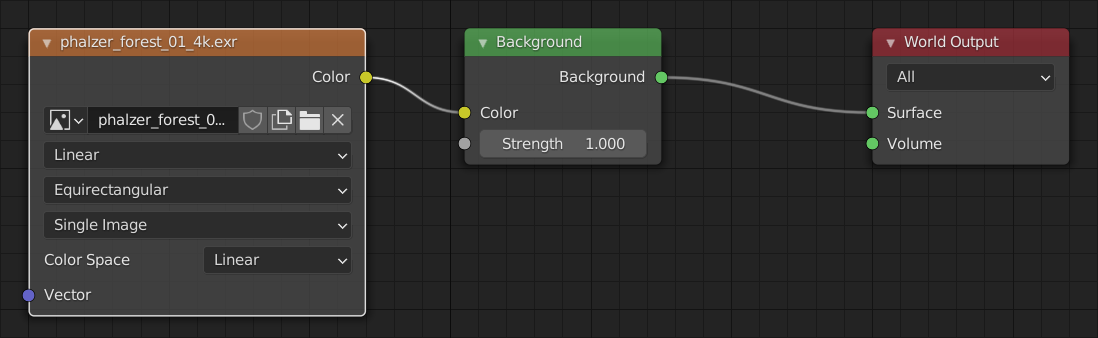 phalzer_forest_01_4k.exr
Color
phalzer_forest_0...
Linear
Equirectangular
Single Image
Color Space Linear
Vector
Background
Background
Color
Strength 1.000
World Output
All
Surface
Volume